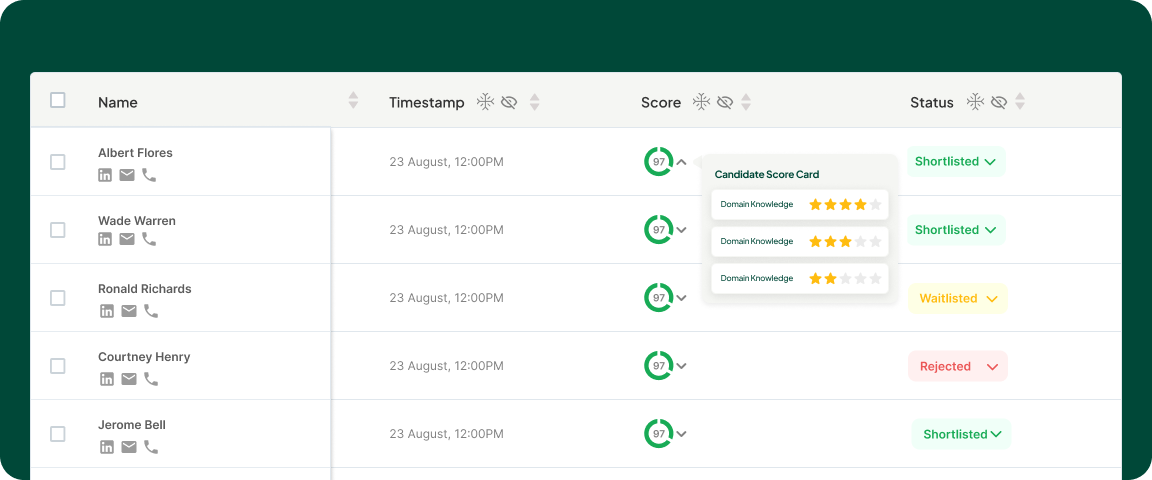 Name Timestamp Score Status
Albert Flores
23 August, 12:00PM 97 Shortlisted
Candidate Score Card
Domain Knowledge
Wade Warren
23 August, 12:00PM 97 Shortlisted
Domain Knowledge
Domain Knowledge
Ronald Richards
23 August, 12:00PM 97 Waitlisted
Courtney Henry
23 August, 12:00PM 97 Rejected
Jerome Bell
23 August, 12:00PM 97 Shortlisted